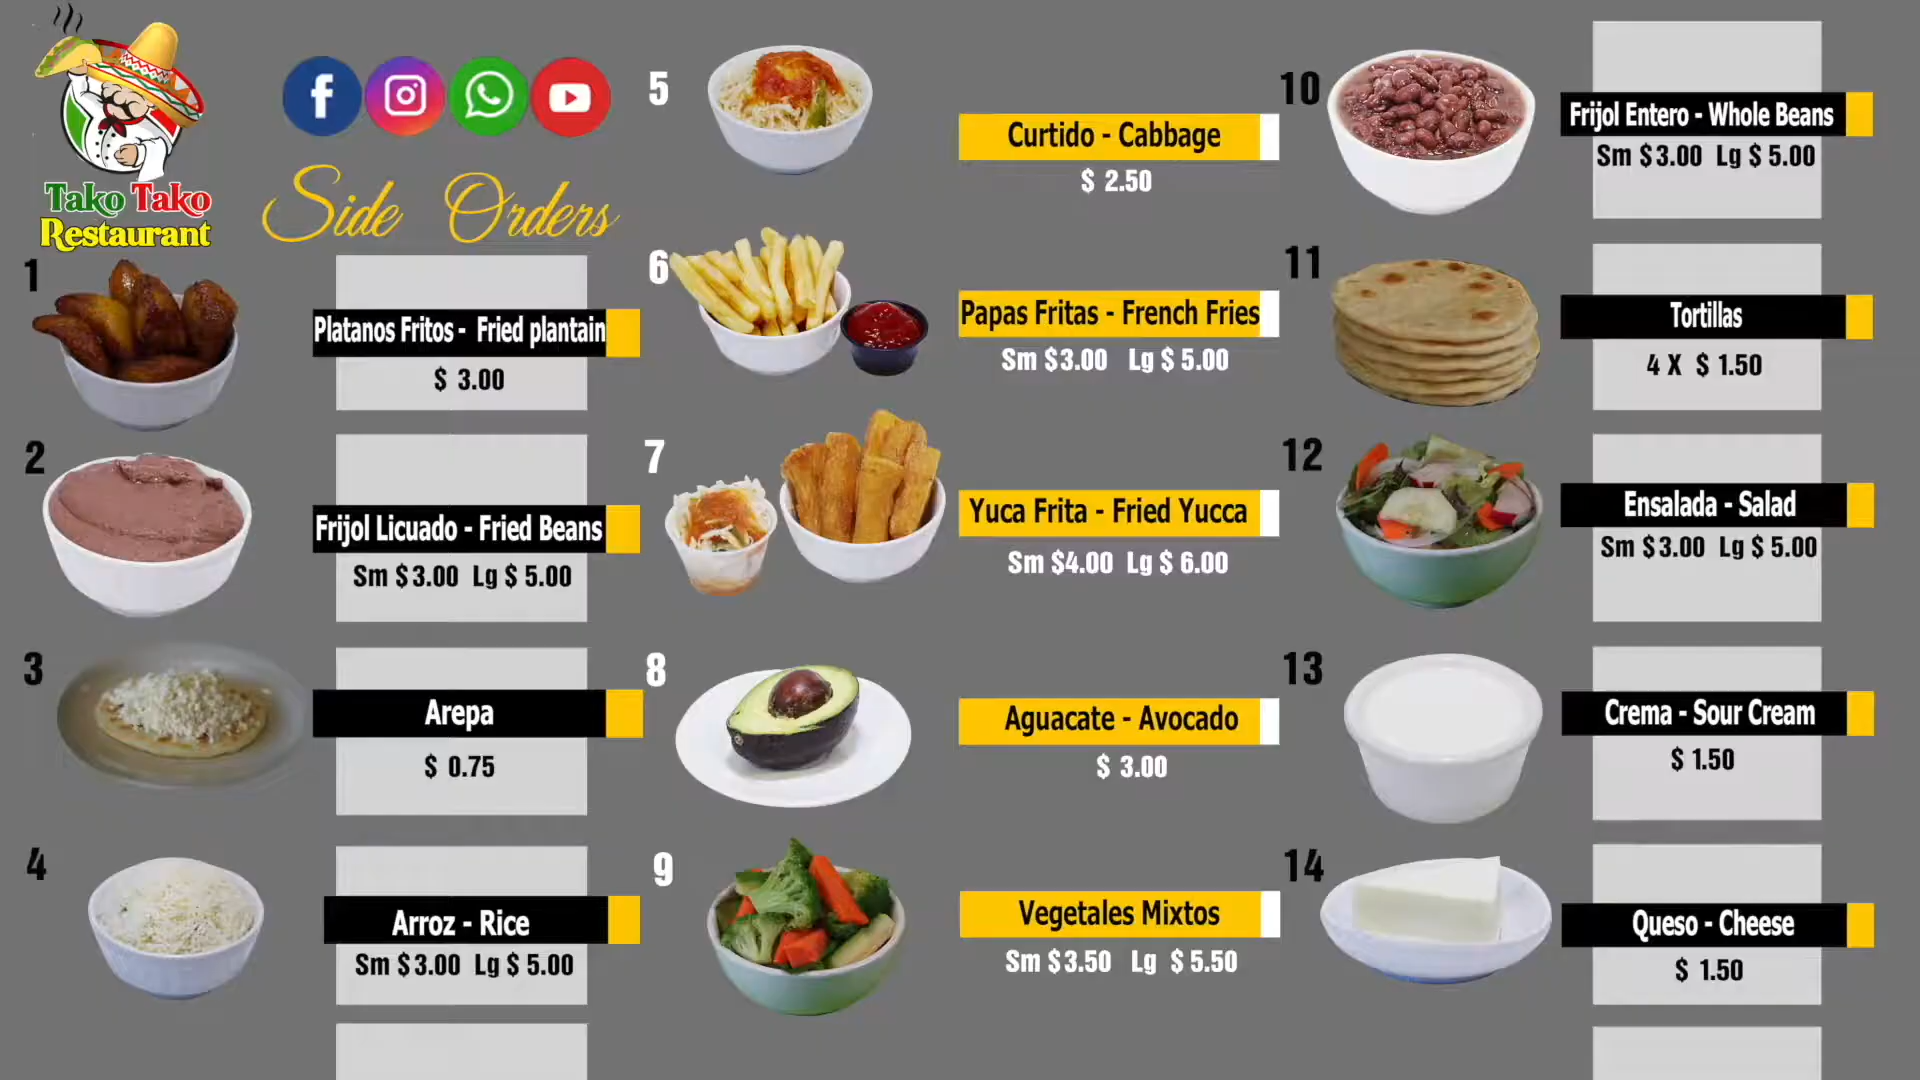 Tako Tako
Restaurant
Side Orders
1
Platanos Fritos - Fried plantain
$ 3.00
2
Frijol Licuado - Fried Beans
Sm $3.00 Lg $ 5.00
3
Arepa
$ 0.75
4
Arroz - Rice
Sm $3.00 Lg $ 5.00
5
Curtido - Cabbage
$ 2.50
6
Papas Fritas - French Fries
Sm $3.00 Lg $ 5.00
7
Yuca Frita - Fried Yucca
Sm $4.00 Lg $ 6.00
8
Aguacate - Avocado
$ 3.00
9
Vegetales Mixtos
Sm $3.50 Lg $ 5.50
10
Frijol Entero - Whole Beans
Sm $3.00 Lg $ 5.00
11
Tortillas
4 X $ 1.50
12
Ensalada - Salad
Sm $3.00 Lg $ 5.00
13
Crema - Sour Cream
$ 1.50
14
Queso - Cheese
$ 1.50